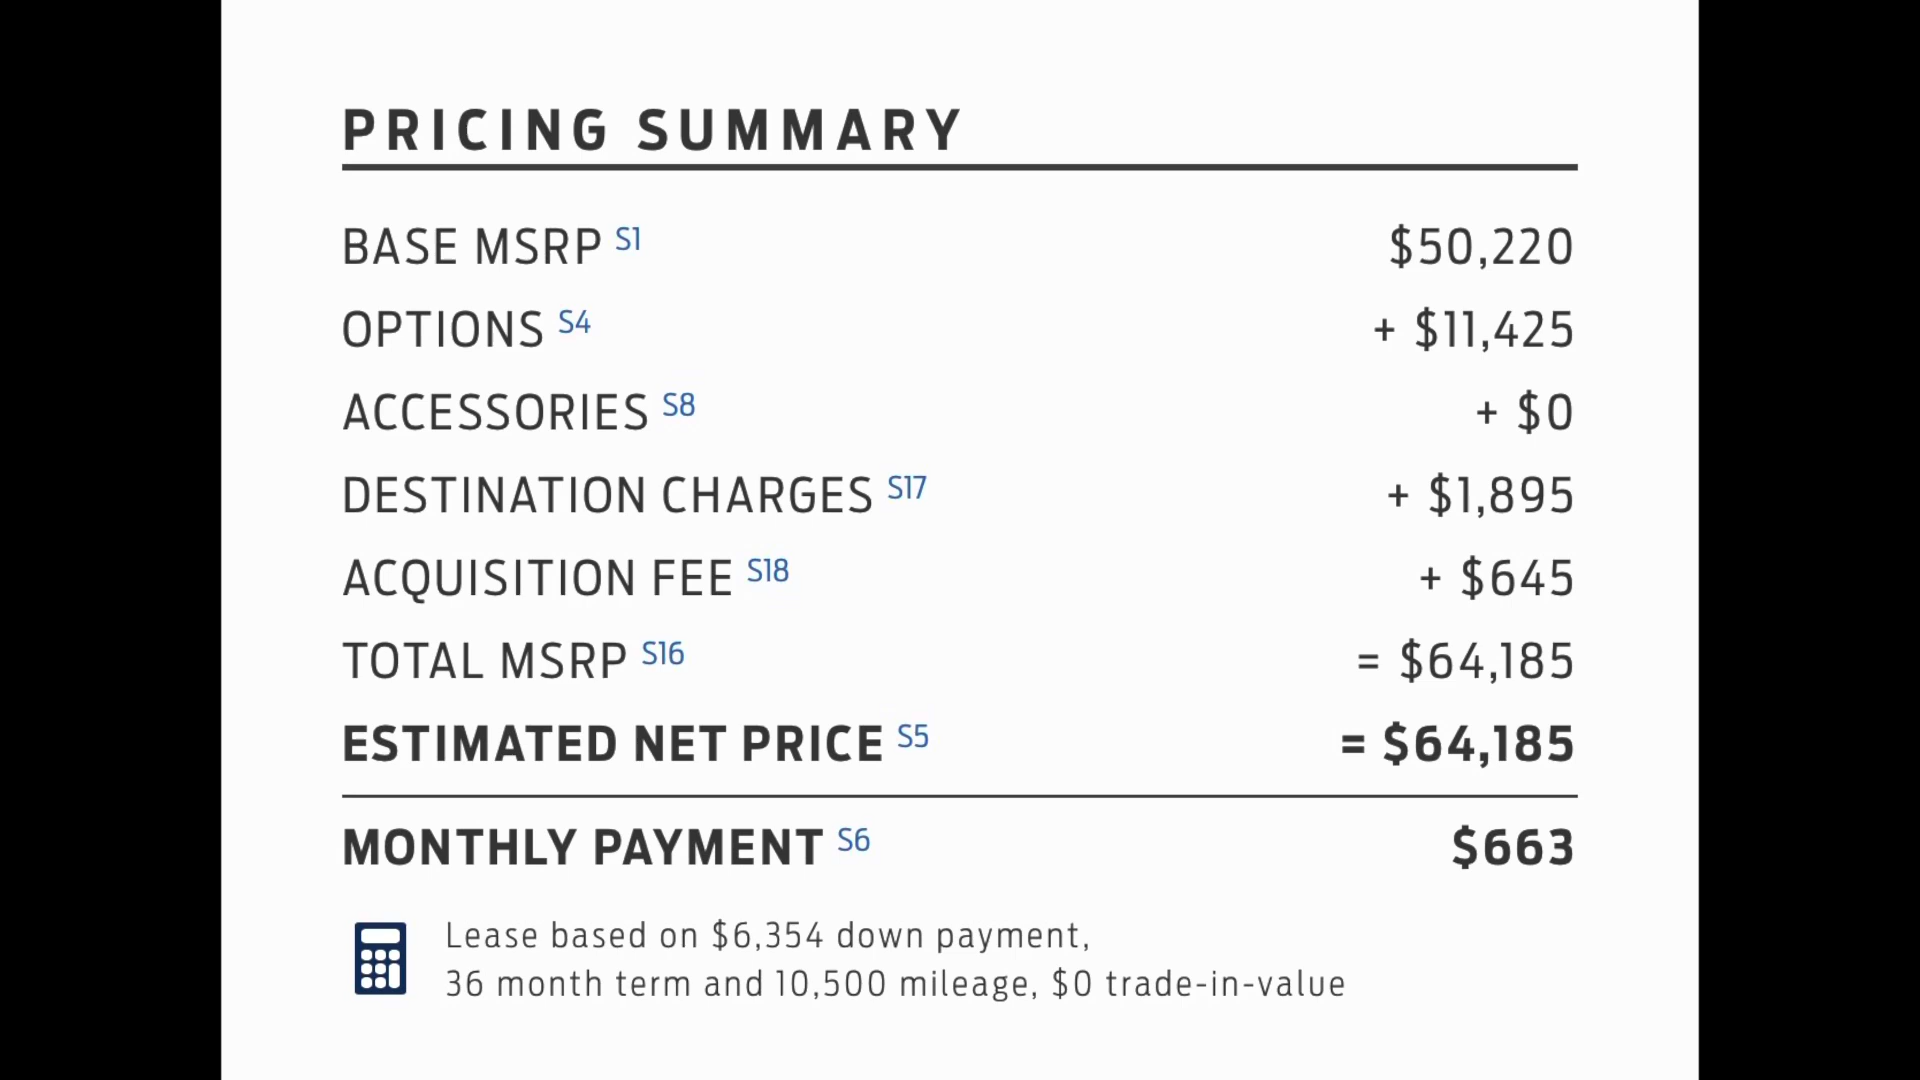 PRICING SUMMARY
BASE MSRP S1 $50,220
OPTIONS S4 + $11,425
ACCESSORIES S8 + $0
DESTINATION CHARGES S17 + $1,895
ACQUISITION FEE S18 + $645
TOTAL MSRP S16 = $64,185
ESTIMATED NET PRICE S5 = $64,185
MONTHLY PAYMENT S6 $663
Lease based on $6,354 down payment,
36 month term and 10,500 mileage, $0 trade-in-value